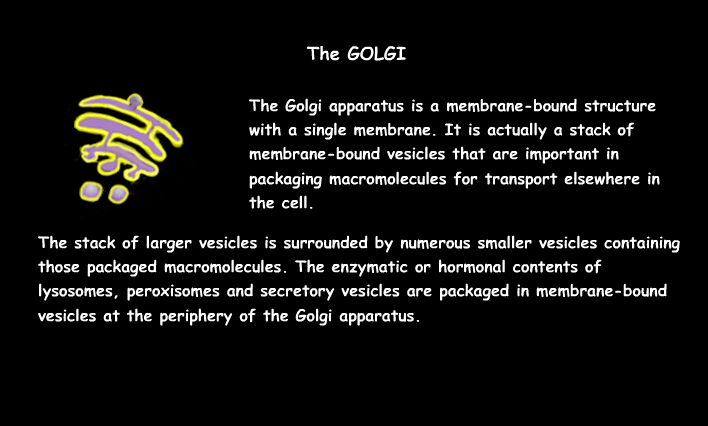 The GOLGI
The Golgi apparatus is a membrane-bound structure
with a single membrane. It is actually a stack of
membrane-bound vesicles that are important in
packaging macromolecules for transport elsewhere in
the cell.
The stack of larger vesicles is surrounded by numerous smaller vesicles containing
those packaged macromolecules. The enzymatic or hormonal contents of
lysosomes, peroxisomes and secretory vesicles are packaged in membrane-bound
vesicles at the periphery of the Golgi apparatus.